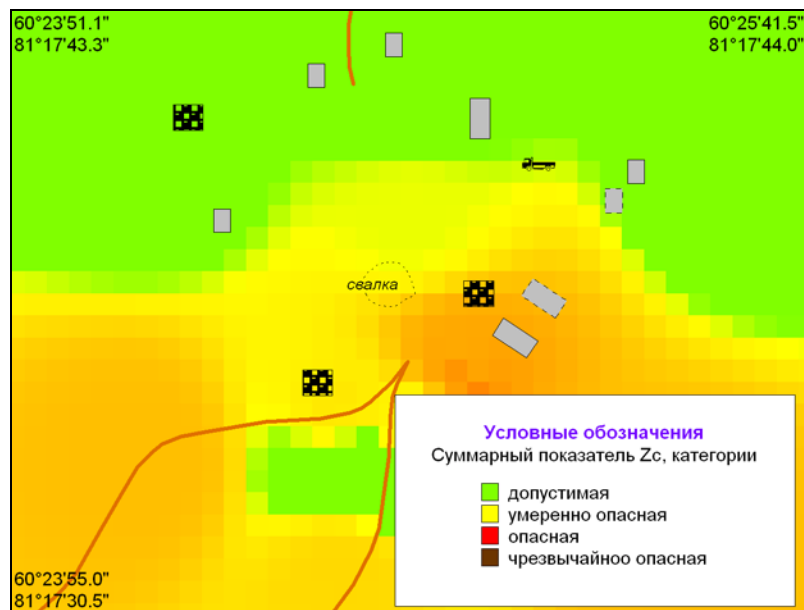 60°23'51.1"
81°17'43.3"
60°25'41.5"
81°17'44.0"
свалка
Условные обозначения
Суммарный показатель Zc, категории
допустимая
умеренно опасная
опасная
чрезвычайноо опасная
60°23'55.0"
81°17'30.5"